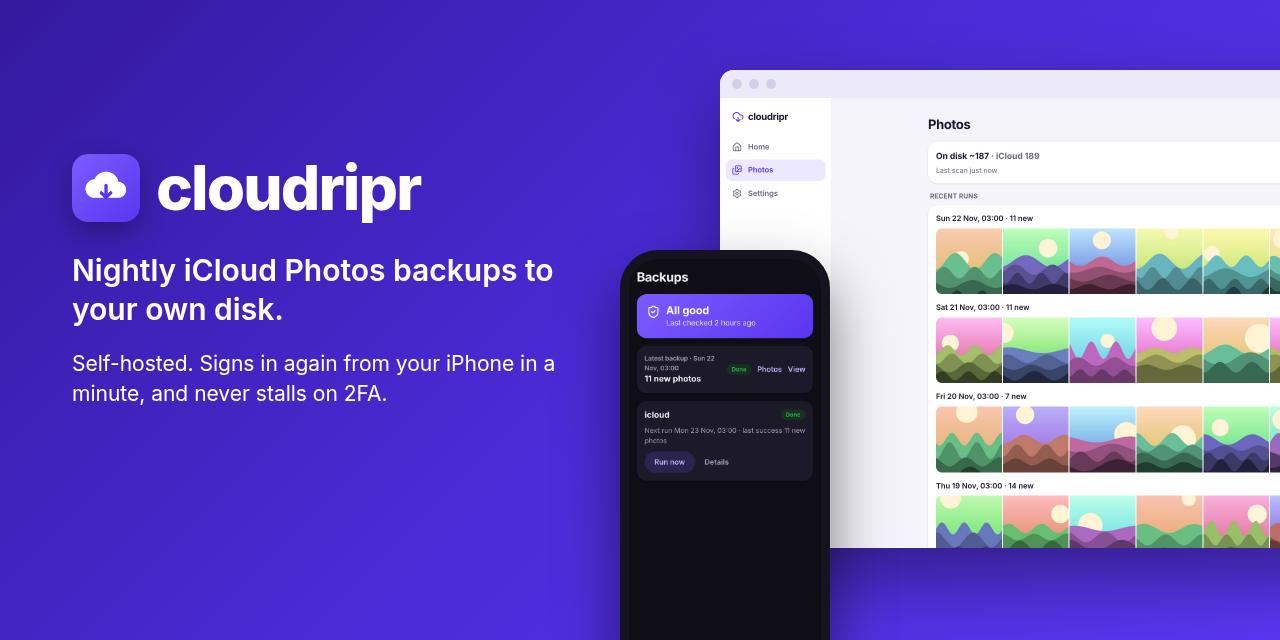 cloudripr
Nightly iCloud Photos backups to
your own disk.
Self-hosted. Signs in again from your iPhone in a
minute, and never stalls on 2FA.
Backups
All good
Last checked 2 hours ago
Latest backup · Sun 22
Nov, 03:00
11 new photos
Done
Photos
View
icloud
Done
Next run Mon 23 Nov, 03:00 · last success 11 new
photos
Run now
Details
cloudripr
Home
Photos
Settings
Photos
On disk ~187 · iCloud 189
Last scan just now
RECENT RUNS
Sun 22 Nov, 03:00 · 11 new
Sat 21 Nov, 03:00 · 11 new
Fri 20 Nov, 03:00 · 7 new
Thu 19 Nov, 03:00 · 14 new